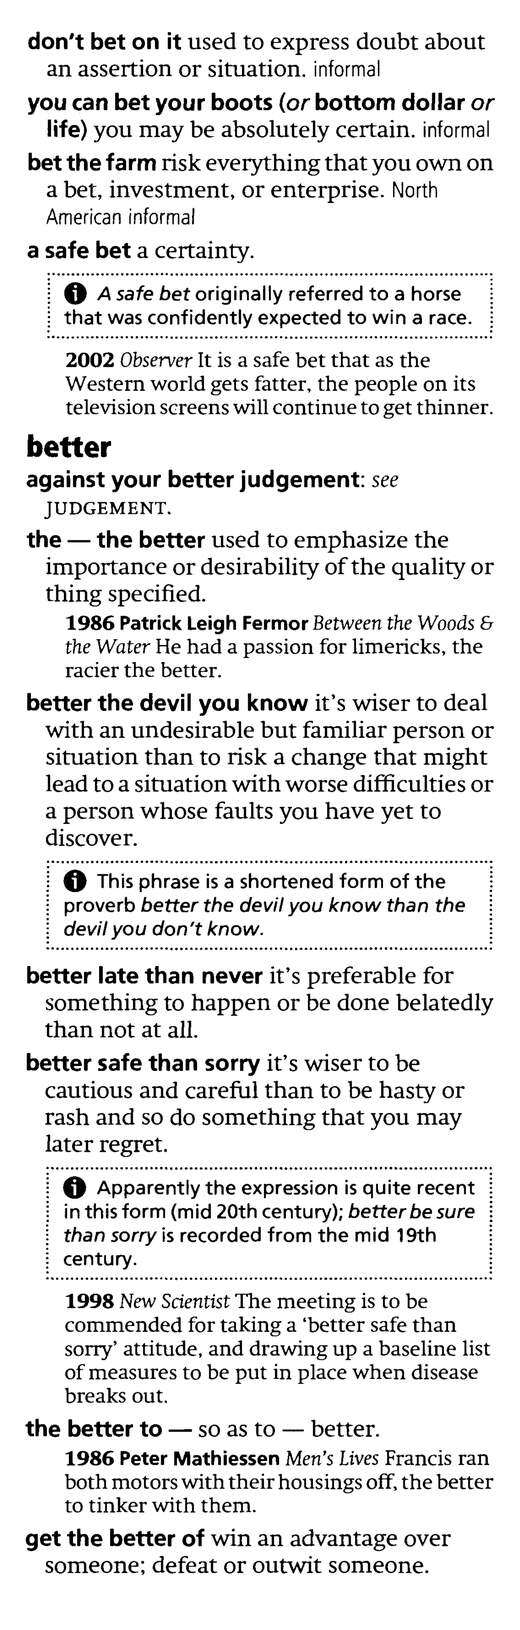 don't bet on it used to express doubt about
an assertion or situation. informal
you can bet your boots (or bottom dollar or
life) you may be absolutely certain. informal
bet the farm risk everything that you own on
a bet, investment, or enterprise. North
American informal
a safe bet a certainty.
A safe bet originally referred to a horse
that was confidently expected to win a race.
2002 Observer It is a safe bet that as the
Western world gets fatter, the people on its
television screens will continue to get thinner.
better
against your better judgement: see
JUDGEMENT.
the — the better used to emphasize the
importance or desirability of the quality or
thing specified.
1986 Patrick Leigh Fermor Between the Woods &
the Water He had a passion for limericks, the
racier the better.
better the devil you know it's wiser to deal
with an undesirable but familiar person or
situation than to risk a change that might
lead to a situation with worse difficulties or
a person whose faults you have yet to
discover.
This phrase is a shortened form of the
proverb better the devil you know than the
devil you don't know.
better late than never it's preferable for
something to happen or be done belatedly
than not at all.
better safe than sorry it's wiser to be
cautious and careful than to be hasty or
rash and so do something that you may
later regret.
Apparently the expression is quite recent
in this form (mid 20th century); better be sure
than sorry is recorded from the mid 19th
century.
1998 New Scientist The meeting is to be
commended for taking a 'better safe than
sorry' attitude, and drawing up a baseline list
of measures to be put in place when disease
breaks out.
the better to — so as to — better.
1986 Peter Mathiessen Men's Lives Francis ran
both motors with their housings off, the better
to tinker with them.
get the better of win an advantage over
someone; defeat or outwit someone.